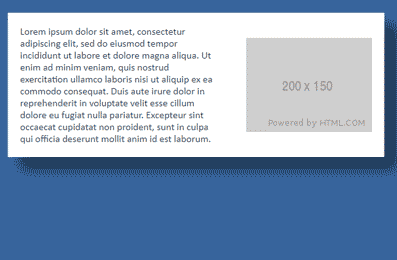 Lorem ipsum dolor sit amet, consectetur
adipiscing elit, sed do eiusmod tempor
incididunt ut labore et dolore magna aliqua. Ut
enim ad minim veniam, quis nostrud
exercitation ullamco laboris nisi ut aliquip ex ea
commodo consequat. Duis aute irure dolor in
reprehenderit in voluptate velit esse cillum
dolore eu fugiat nulla pariatur. Excepteur sint
occaecat cupidatat non proident, sunt in culpa
qui officia deserunt mollit anim id est laborum.
200 x 150
Powered by HTML.COM